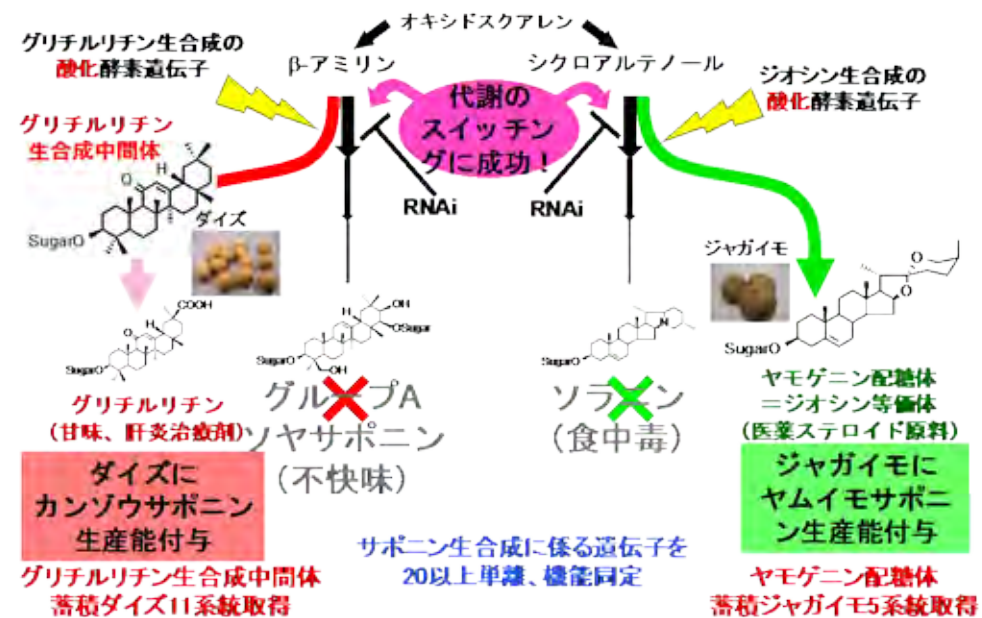 オキシドスクアレン
グリチルリチン生合成の
酸化酵素遺伝子
β-アミリン
シクロアルテノール
ジオシン生合成の
酸化酵素遺伝子
代謝の
スイッチン
グに成功！
グリチルリチン
生合成中間体
O
H
SugarO
RNAi
RNAi
ダイズ
ジャガイモ
O
O
SugarO
COOH
O
H
SugarO
H
OH
OSugar
SugarO
OH
N
SugarO
グリチルリチン
（甘味、肝炎治療剤）
グループA
ソヤサポニン
（不快味）
ソラニン
（食中毒）
ヤモゲニン配糖体
＝ジオシン等価体
（医薬ステロイド原料）
ダイズに
カンゾウサポニン
生産能付与
ジャガイモに
ヤムイモサポニ
ン生産能付与
サポニン生合成に係る遺伝子を
20以上単離、機能同定
グリチルリチン生合成中間体
蓄積ダイズ11系統取得
ヤモゲニン配糖体
蓄積ジャガイモ5系統取得